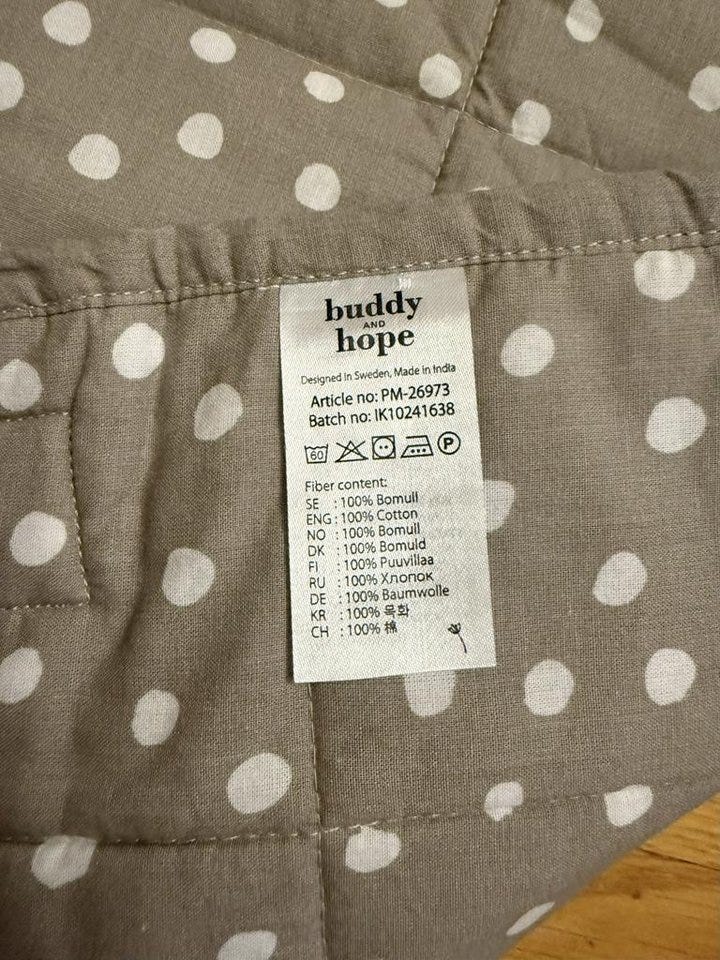 buddy
AND
hope
Designed in Sweden, Made in India
Article no: PM-26973
Batch no: IK10241638
60 P
Fiber content:
SE : 100% Bomull
ENG : 100% Cotton
NO : 100% Bomull
DK : 100% Bomuld
FI : 100% Puuvillaa
RU : 100% Хлопок
DE : 100% Baumwolle
KR : 100% 목화
CH : 100% 棉